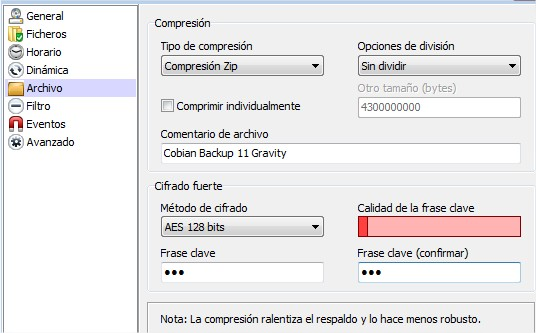 General
Ficheros
Horario
Dinámica
Archivo
Filtro
Eventos
Avanzado
Compresión
Tipo de compresión
Opciones de división
Compresión Zip
Sin dividir
Otro tamaño (bytes)
Comprimir individualmente
4300000000
Comentario de archivo
Cobian Backup 11 Gravity
Cifrado fuerte
Método de cifrado
Calidad de la frase clave
AES 128 bits
Frase clave
Frase clave (confirmar)
●●●
●●●
Nota: La compresión ralentiza el respaldo y lo hace menos robusto.